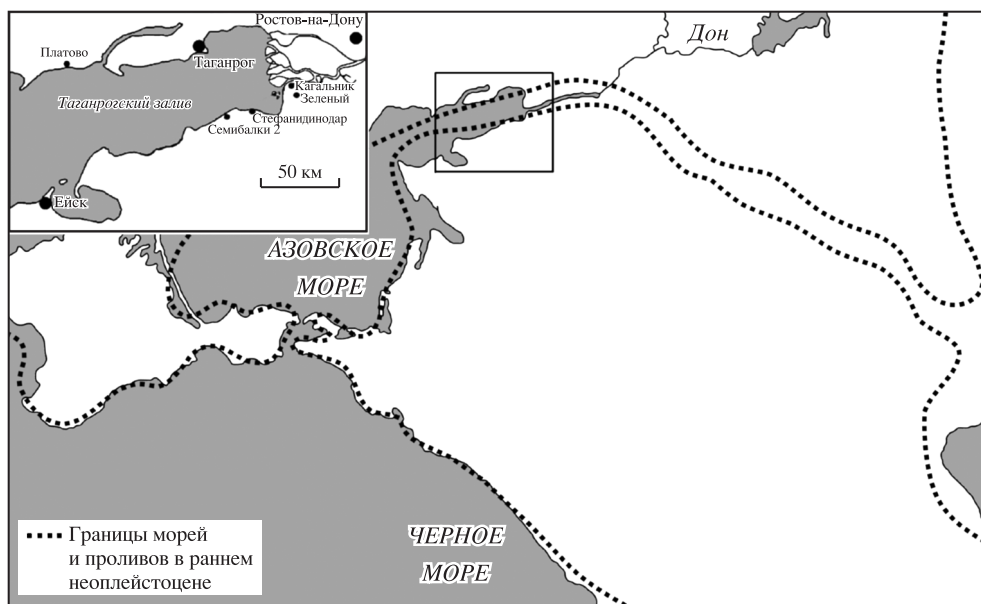 Ростов-на-Дону
Платово
Таганрог
Таганрогский залив
Кагальник
Зеленый
Стефанидинодар
Семибалки 2
50 км
Ейск
Дон
АЗОВСКОЕ
МОРЕ
ЧЕРНОЕ
МОРЕ
Границы морей
и проливов в раннем
неоплейстоцене